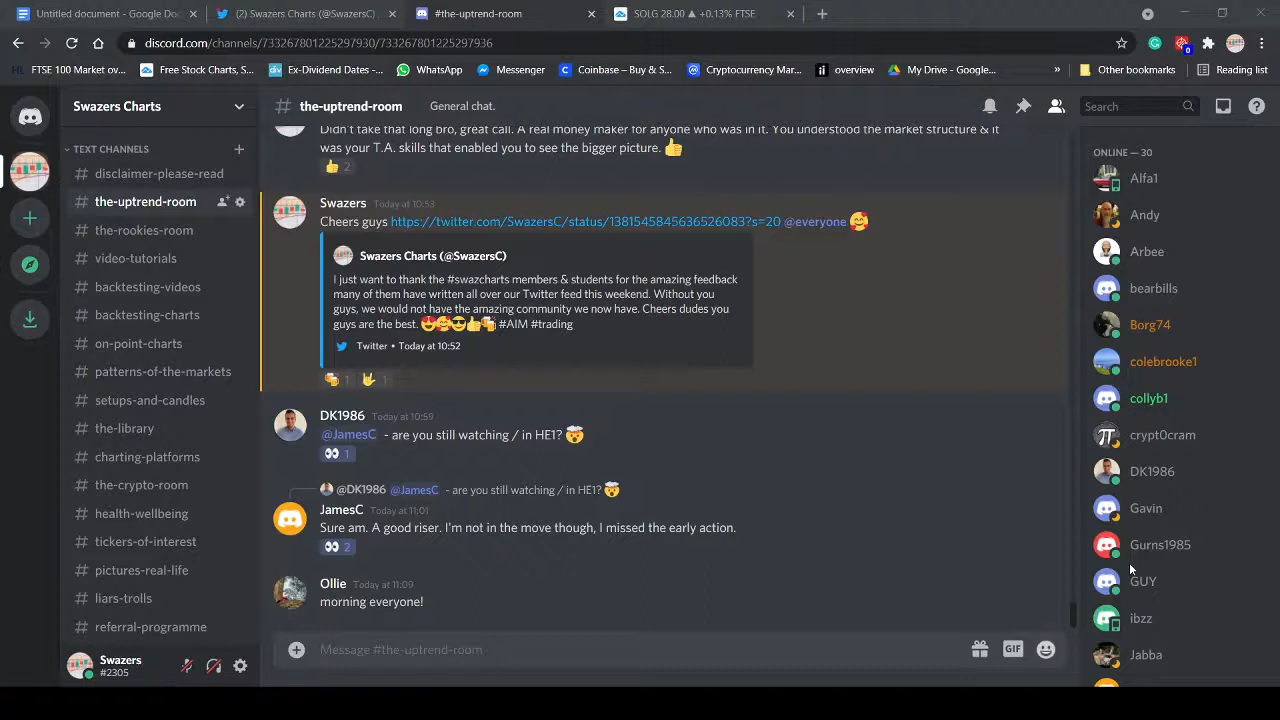 Untitled document - Google Doc
(2) Swazers Charts (@SwazersC)
#the-uptrend-room
SOLG 28.00 ▲ +0.13% FTSE
discord.com/channels/733267801225297930/733267801225297936
0
HL FTSE 100 Market ov...
Free Stock Charts, S...
div Ex-Dividend Dates -...
WhatsApp
Messenger
Coinbase – Buy & S...
Cryptocurrency Mar...
overview
My Drive - Google...
»
Other bookmarks
Reading list
Swazers Charts
# the-uptrend-room
General chat.
Search
TEXT CHANNELS
# disclaimer-please-read
# the-uptrend-room
# the-rookies-room
# video-tutorials
# backtesting-videos
# backtesting-charts
# on-point-charts
# patterns-of-the-markets
# setups-and-candles
# the-library
# charting-platforms
# the-crypto-room
# health-wellbeing
# tickers-of-interest
# pictures-real-life
# liars-trolls
# referral-programme
Swazers
#2305
Didn't take that long bro, great call. A real money maker for anyone who was in it. You understood the market structure & it
was your T.A. skills that enabled you to see the bigger picture. 👍
👍 2
Swazers Today at 10:53
Cheers guys https://twitter.com/SwazersC/status/1381545845636526083?s=20 @everyone 🥰
Swazers Charts (@SwazersC)
I just want to thank the #swazcharts members & students for the amazing feedback
many of them have written all over our Twitter feed this weekend. Without you
guys, we would not have the amazing community we now have. Cheers dudes you
guys are the best. 😍🥰😎👍🍻 #AIM #trading
Twitter • Today at 10:52
🍻 1 🤟 1
DK1986 Today at 10:59
@JamesC - are you still watching / in HE1? 🤯
👀 1
@DK1986 @JamesC - are you still watching / in HE1? 🤯
JamesC Today at 11:01
Sure am. A good riser. I'm not in the move though, I missed the early action.
👀 2
Ollie Today at 11:09
morning everyone!
Message #the-uptrend-room
GIF
ONLINE — 30
Alfa1
Andy
Arbee
bearbills
Borg74
colebrooke1
collyb1
crypt0cram
DK1986
Gavin
Gurns1985
GUY
ibzz
Jabba